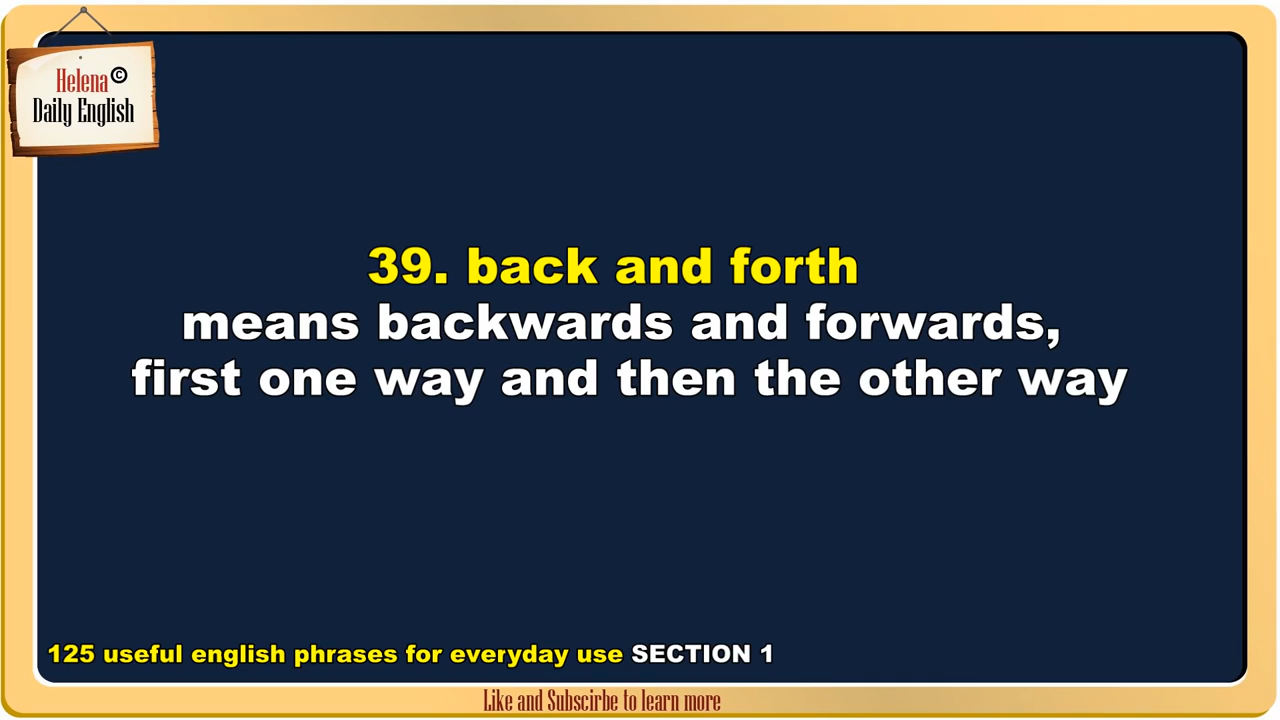 Helena©
Daily English
39. back and forth
means backwards and forwards,
first one way and then the other way
125 useful english phrases for everyday use SECTION 1
Like and Subscirbe to learn more